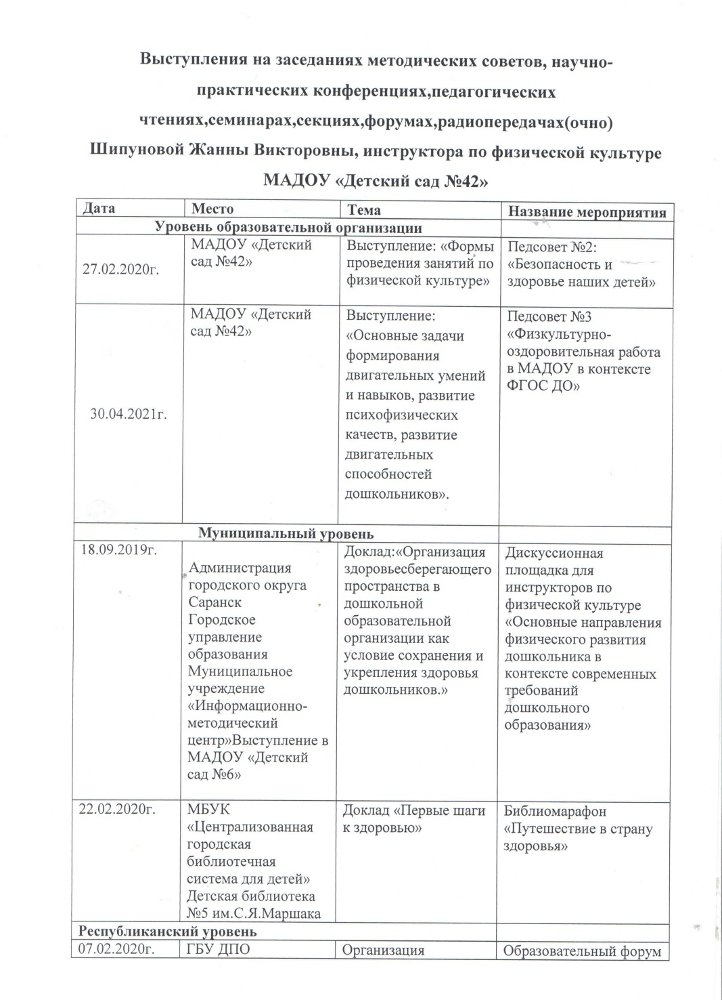 Выступления на заседаниях методических советов, научно-
практических конференциях,педагогических
чтениях,семинарах,секциях,форумах,радиопередачах(очно)
Шипуновой Жанны Викторовны, инструктора по физической культуре
МАДОУ «Детский сад №42»
Дата Место Тема Название мероприятия
Уровень образовательной организации
27.02.2020г.
МАДОУ «Детский
сад №42»
Выступление: «Формы
проведения занятий по
физической культуре»
Педсовет №2:
«Безопасность и
здоровье наших детей»
30.04.2021г.
МАДОУ «Детский
сад №42»
Выступление:
«Основные задачи
формирования
двигательных умений
и навыков, развитие
психофизических
качеств, развитие
двигательных
способностей
дошкольников».
Педсовет №3
«Физкультурно-
оздоровительная работа
в МАДОУ в контексте
ФГОС ДО»
Муниципальный уровень
18.09.2019г.
Администрация
городского округа
Саранск
Городское
управление
образования
Муниципальное
учреждение
«Информационно-
методический
центр»Выступление в
МАДОУ «Детский
сад №6»
Доклад:«Организация
здоровьесберегающего
пространства в
дошкольной
образовательной
организации как
условие сохранения и
укрепления здоровья
дошкольников.»
Дискуссионная
площадка для
инструкторов по
физической культуре
«Основные направления
физического развития
дошкольника в
контексте современных
требований
дошкольного
образования»
22.02.2020г.
МБУК
«Централизованная
городская
библиотечная
система для детей»
Детская библиотека
№5 им.С.Я.Маршака
Доклад «Первые шаги
к здоровью»
Библиомарафон
«Путешествие в страну
здоровья»
Республиканский уровень
07.02.2020г. ГБУ ДПО Организация Образовательный форум